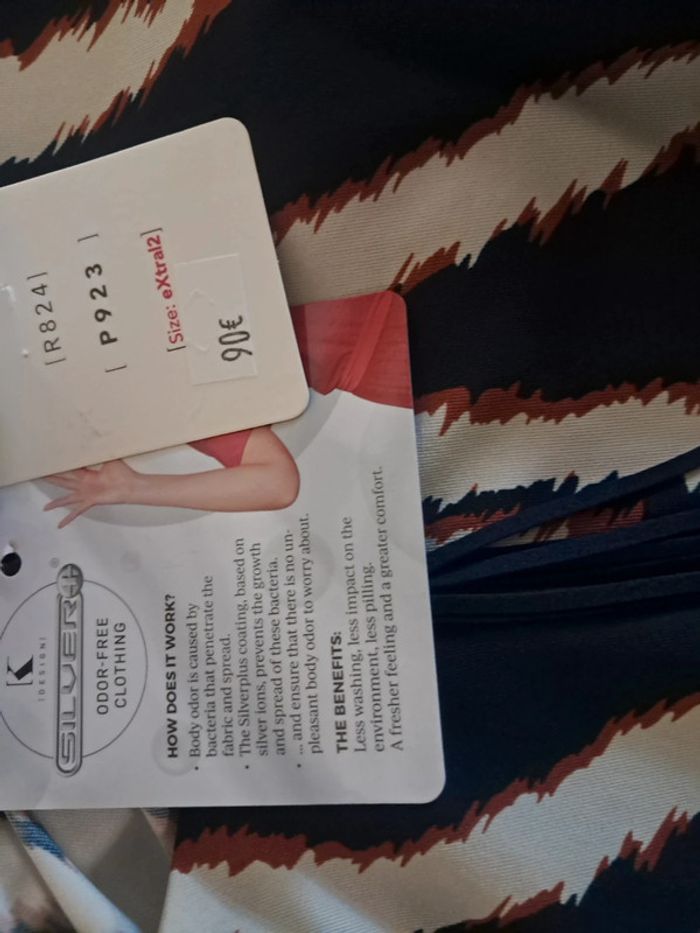 [R824]
[ P923 ]
[Size: eXtral2]
90€
K
[DESIGN]
SILVER+
®
ODOR-FREE
CLOTHING
HOW DOES IT WORK?
• Body odor is caused by
bacteria that penetrate the
fabric and spread.
• The Silverplus coating, based on
silver ions, prevents the growth
and spread of these bacteria.
• ... and ensure that there is no un-
pleasant body odor to worry about.
THE BENEFITS:
Less washing, less impact on the
environment, less pilling.
A fresher feeling and a greater comfort.